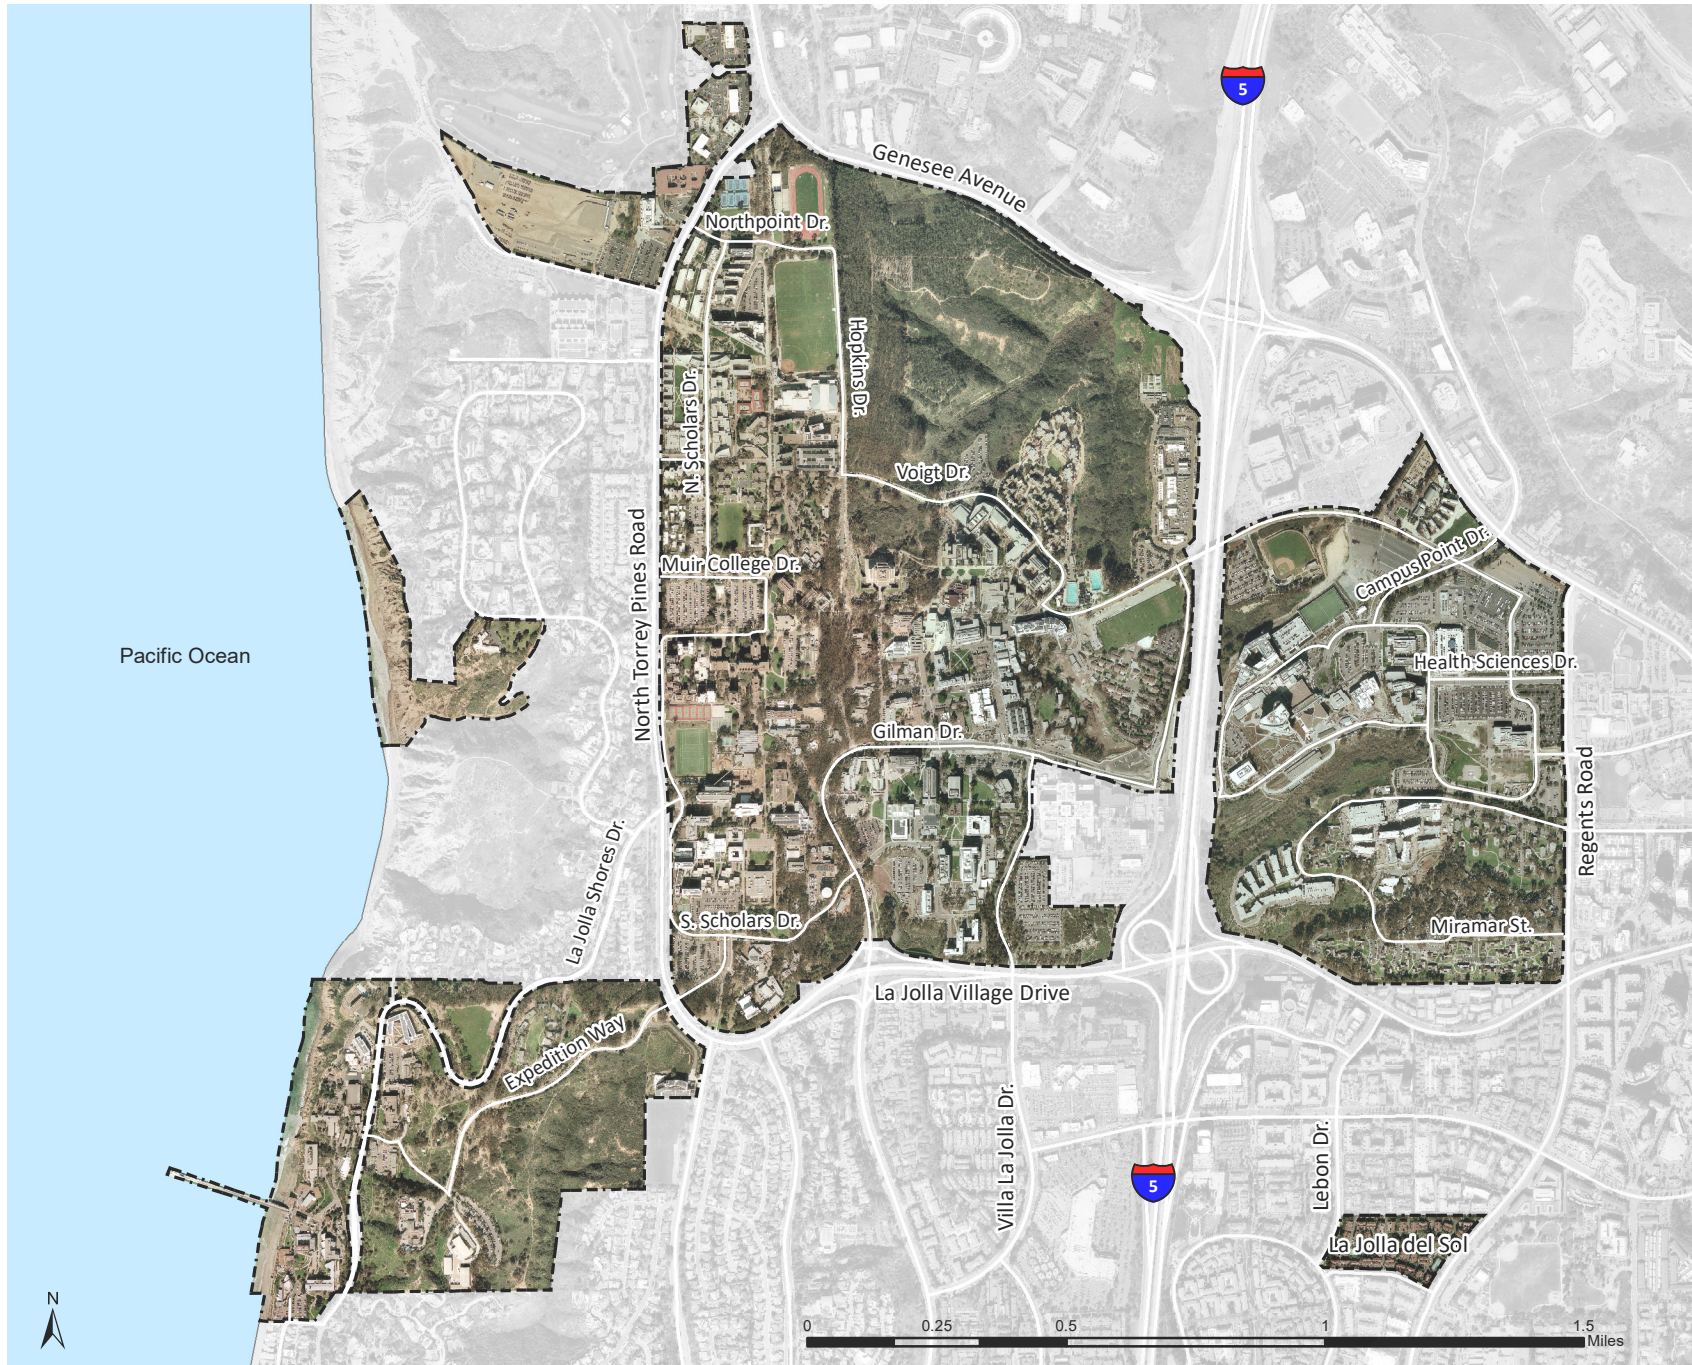 5
Genesee Avenue
Northpoint Dr.
Hopkins Dr.
N. Scholars Dr.
Voigt Dr.
Muir College Dr.
North Torrey Pines Road
Campus Point Dr.
Health Sciences Dr.
Pacific Ocean
Gilman Dr.
Regents Road
La Jolla Shores Dr.
S. Scholars Dr.
Miramar St.
La Jolla Village Drive
Expedition Way
Villa La Jolla Dr.
Lebon Dr.
5
La Jolla del Sol
N
0 0.25 0.5 1 1.5
Miles